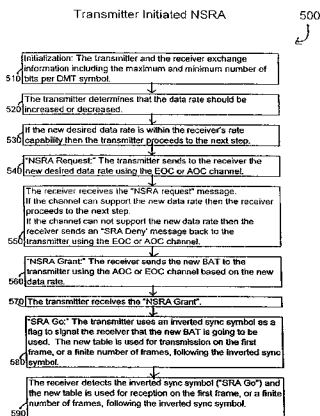 Transmitter Initiated NSRA
500
510
Initialization: The transmitter and the receiver exchange
information including the maximum and minimum number of
bits per DMT symbol.
520
The transmitter determines that the data rate should be
increased or decreased.
530
If the new desired data rate is within the receiver's rate
capability then the transmitter proceeds to the next step.
540
"NSRA Request:" The transmitter sends to the receiver the
new desired data rate using the EOC or AOC channel.
550
The receiver receives the "NSRA request" message.
If the channel can support the new data rate then the receiver
proceeds to the next step.
If the channel can not support the new data rate then the
receiver sends an "SRA Deny' message back to the
transmitter using the EOC or AOC channel.
560
"NSRA Grant:" The receiver sends the new BAT to the
transmitter using the AOC or EOC channel based on the new
data rate.
570
The transmitter receives the "NSRA Grant".
580
"SRA Go:" The transmitter uses an inverted sync symbol as a
flag to signal the receiver that the new BAT is going to be
used. The new table is used for transmission on the first
frame, or a finite number of frames, following the inverted sync
symbol.
590
The receiver detects the inverted sync symbol ("SRA Go") and
the new table is used for reception on the first frame, or a finite
number of frames, following the inverted sync symbol.